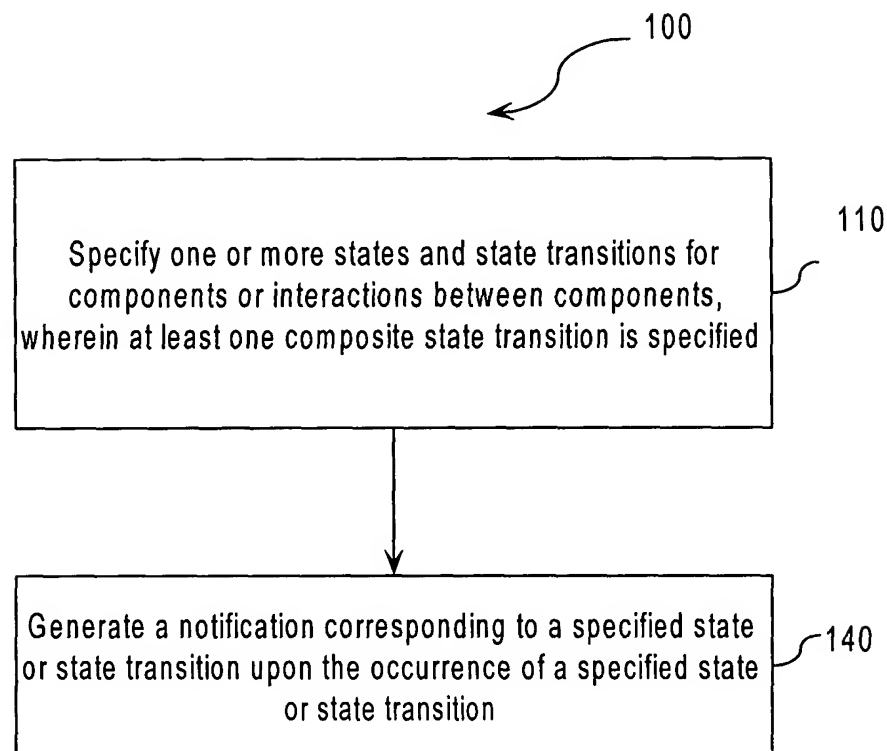 100
110
Specify one or more states and state transitions for
components or interactions between components,
wherein at least one composite state transition is specified
Generate a notification corresponding to a specified state
or state transition upon the occurrence of a specified state
or state transition
140